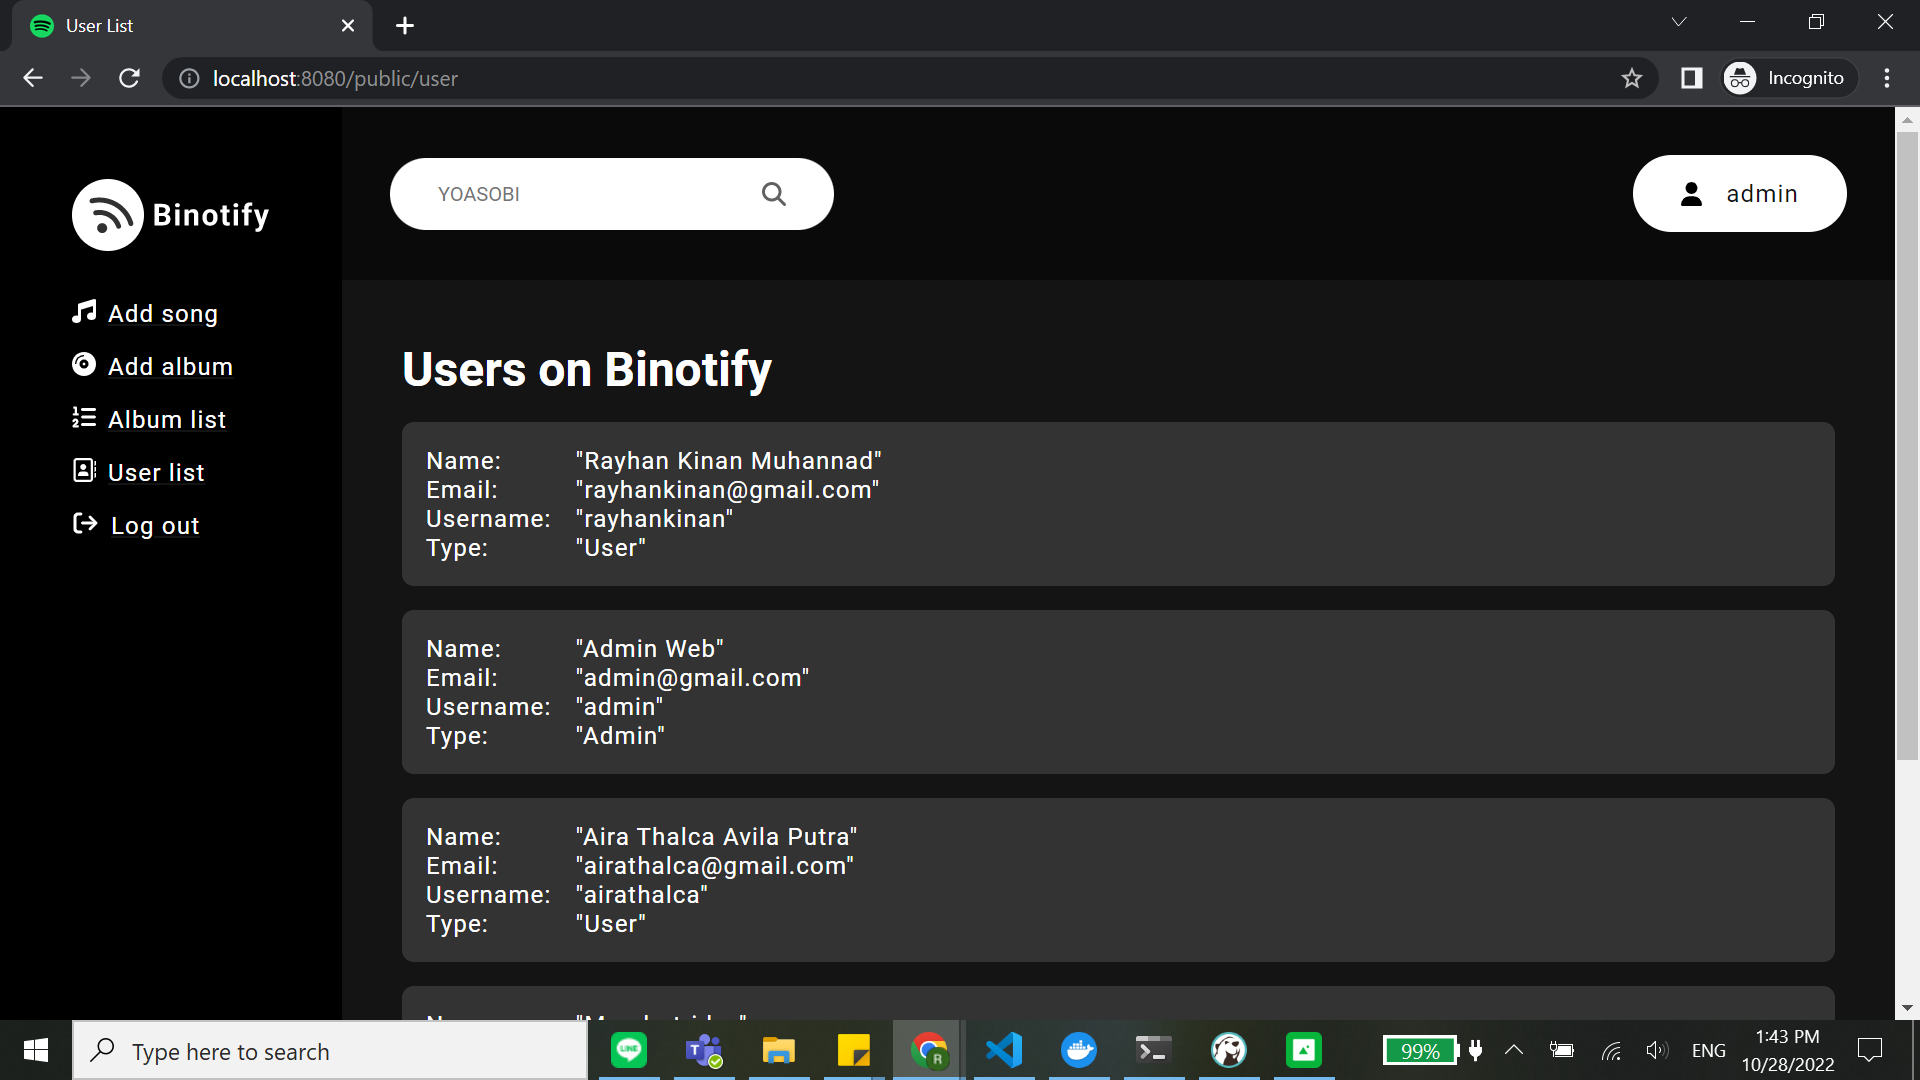 User List
localhost:8080/public/user
Incognito
Binotify
YOASOBI
admin
Add song
Add album
Album list
User list
Log out
Users on Binotify
Name: "Rayhan Kinan Muhannad"
Email: "rayhankinan@gmail.com"
Username: "rayhankinan"
Type: "User"
Name: "Admin Web"
Email: "admin@gmail.com"
Username: "admin"
Type: "Admin"
Name: "Aira Thalca Avila Putra"
Email: "airathalca@gmail.com"
Username: "airathalca"
Type: "User"
Type here to search
99%
ENG
1:43 PM
10/28/2022